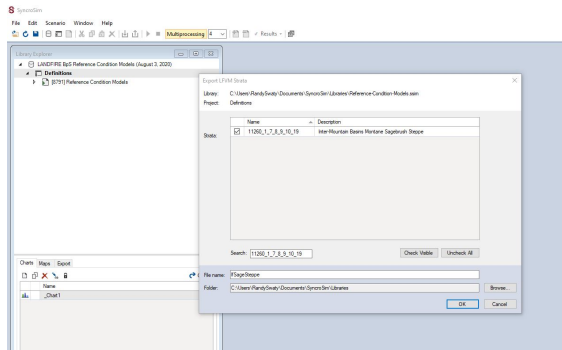 SyncroSim
File Edit Scenario Window Help
Multiprocessing 4 Results
Library Explorer
LANDFIRE BpS Reference Condition Models (August 3, 2020)
Definitions
[8791] Reference Condition Models
Export LFVM Strata
Library: C:\Users\RandySwaty\Documents\SyncroSim\Libraries\Reference-Condition-Models.ssim
Project: Definitions
Name Description
Strata: 11260_1_7_8_9_10_19 Inter-Mountain Basins Montane Sagebrush Steppe
Search: 11260_1_7_8_9_10_19 Check Visible Uncheck All
Charts Maps Export
Name
_Chart1
File name: lfSageSteppe
Folder: C:\Users\RandySwaty\Documents\SyncroSim\Libraries Browse...
OK Cancel